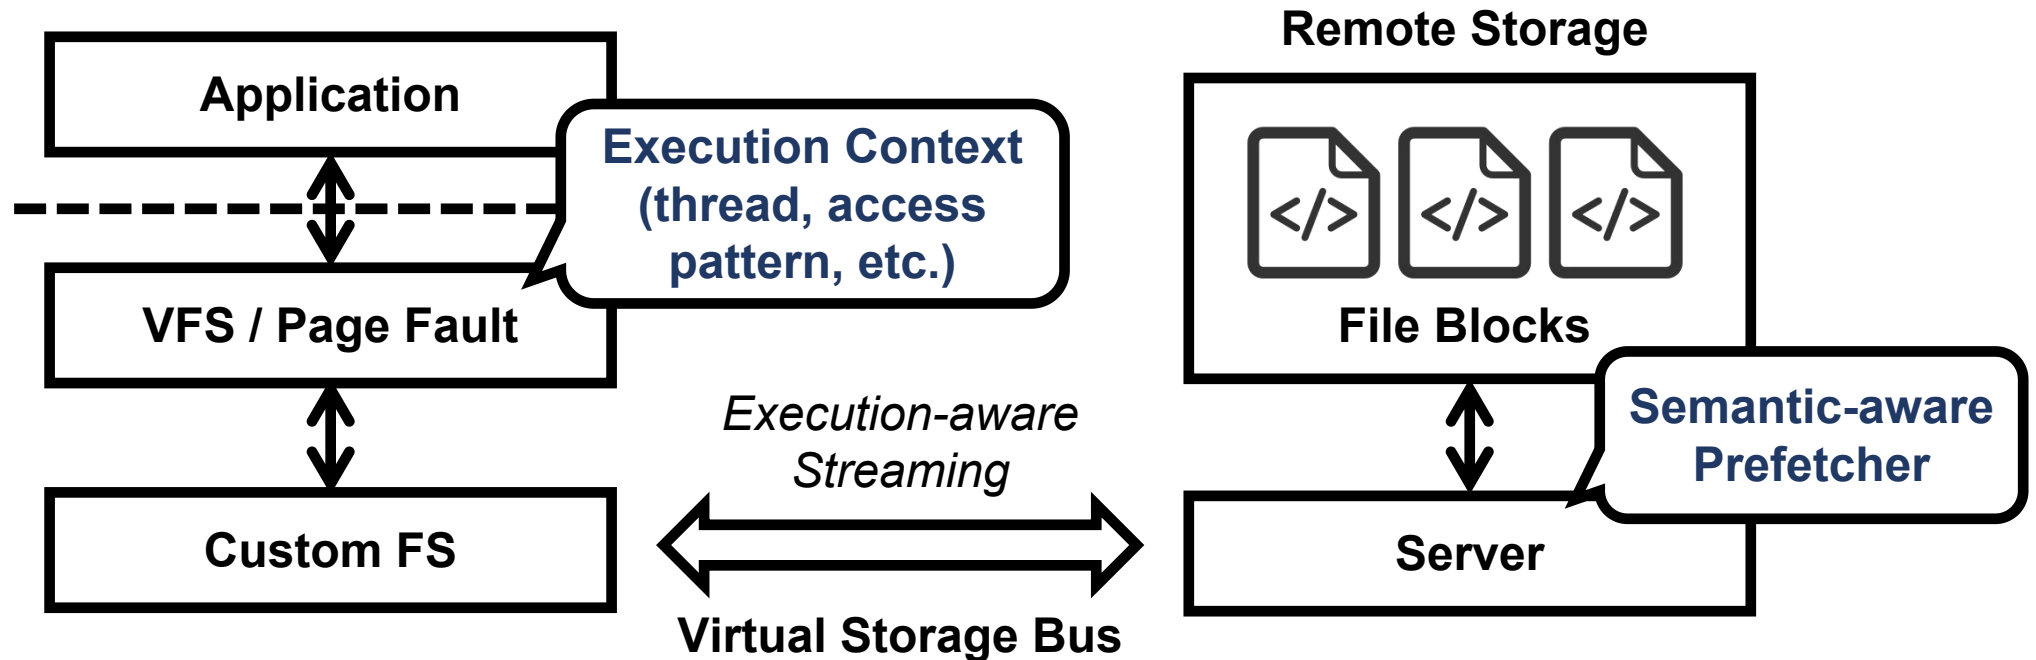 Application
Execution Context
(thread, access
pattern, etc.)
VFS / Page Fault
Custom FS
Execution-aware
Streaming
Virtual Storage Bus
Remote Storage
</>
</>
</>
File Blocks
Semantic-aware
Prefetcher
Server